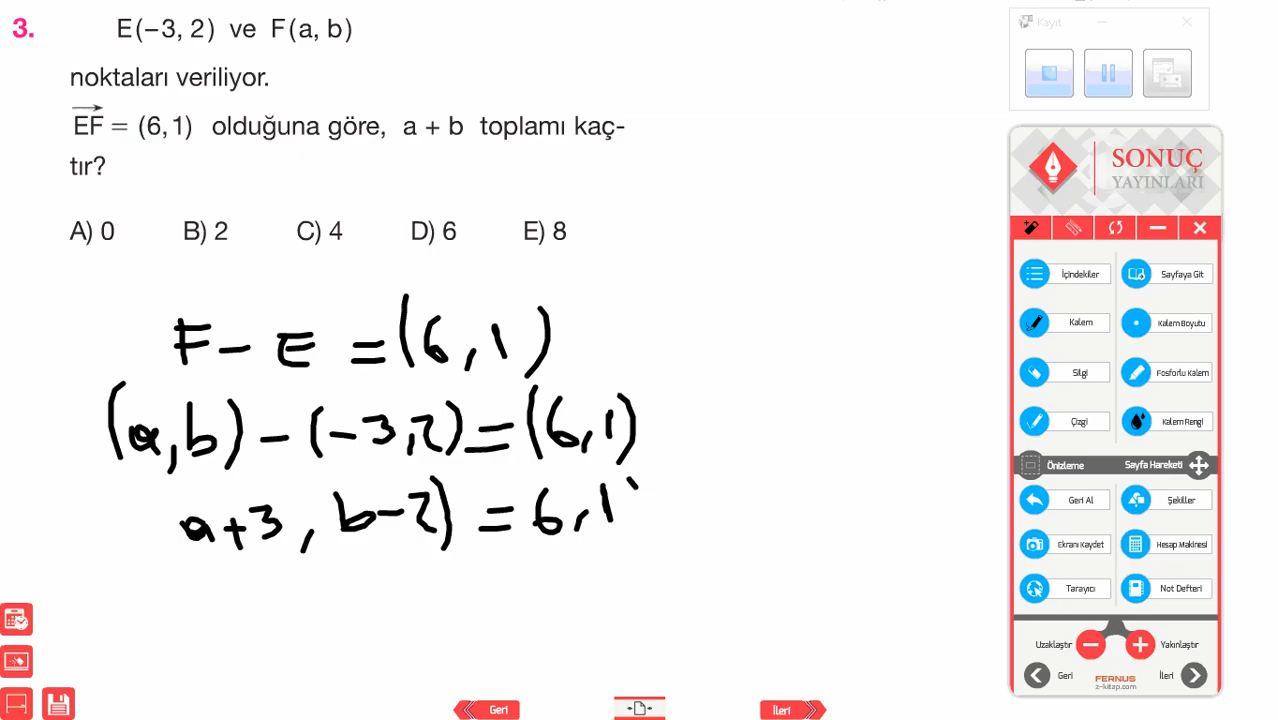 3. E(−3, 2) ve F(a, b)
noktaları veriliyor.
EF = (6, 1) olduğuna göre, a + b toplamı kaç-
tır?
A) 0 B) 2 C) 4 D) 6 E) 8
F − E = (6, 1)
(a, b) − (−3, 2) = (6, 1)
a+3, b−2) = 6, 1
Kayıt
SONUÇ
YAYINLARI
İçindekiler
Sayfaya Git
Kalem
Kalem Boyutu
Silgi
Fosforlu Kalem
Çizgi
Kalem Rengi
Önizleme
Sayfa Hareketi
Geri Al
Şekiller
Ekranı Kaydet
Hesap Makinesi
Tarayıcı
Not Defteri
Uzaklaştır
Yakınlaştır
Geri
FERNUS
z-kitap.com
İleri
Geri
İleri